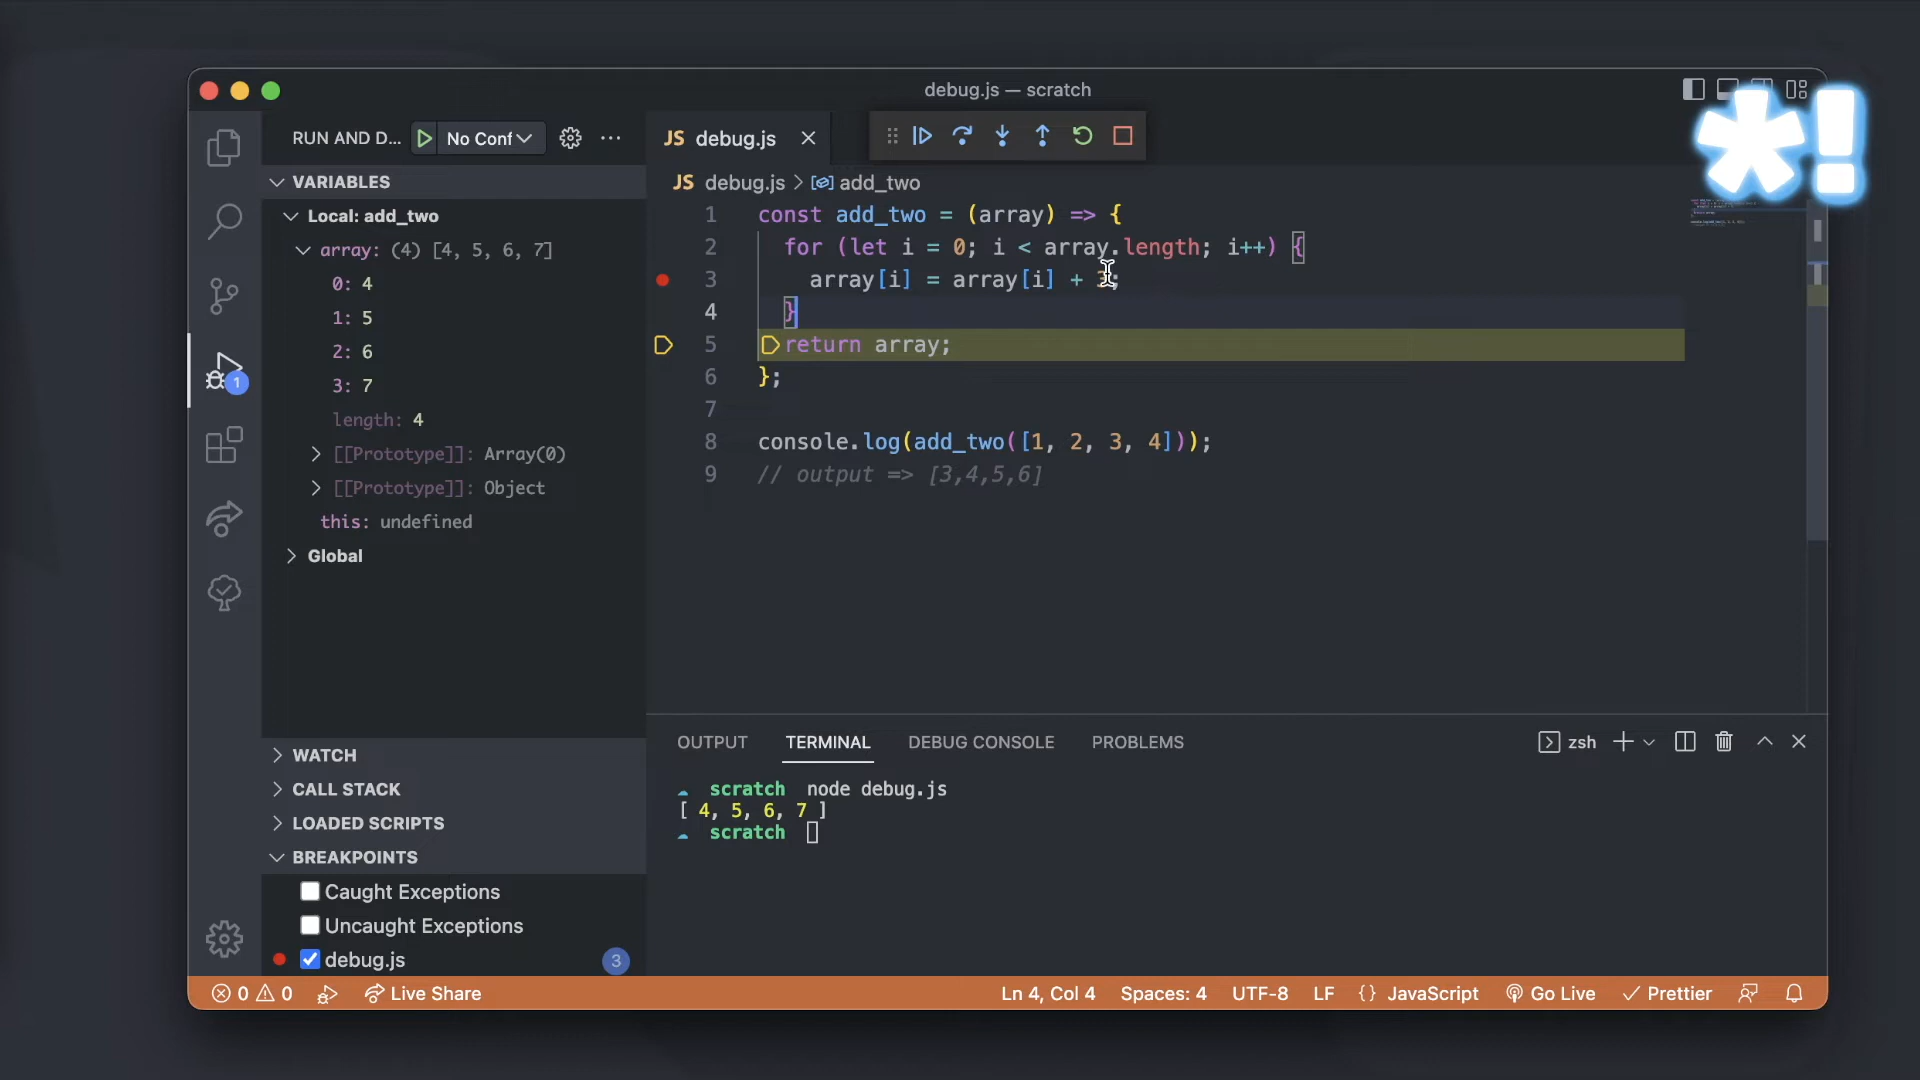 debug.js — scratch
RUN AND D... No Conf
JS debug.js
VARIABLES
Local: add_two
array: (4) [4, 5, 6, 7]
0: 4
1: 5
2: 6
3: 7
length: 4
[[Prototype]]: Array(0)
[[Prototype]]: Object
this: undefined
Global
WATCH
CALL STACK
LOADED SCRIPTS
BREAKPOINTS
Caught Exceptions
Uncaught Exceptions
debug.js 3
1
JS debug.js > add_two
1 const add_two = (array) => {
2 for (let i = 0; i < array.length; i++) {
3 array[i] = array[i] + 3;
4 }
5 return array;
6 };
7
8 console.log(add_two([1, 2, 3, 4]));
9 // output => [3,4,5,6]
*!
OUTPUT TERMINAL DEBUG CONSOLE PROBLEMS zsh
scratch node debug.js
[ 4, 5, 6, 7 ]
scratch
0 0 Live Share Ln 4, Col 4 Spaces: 4 UTF-8 LF {} JavaScript Go Live Prettier